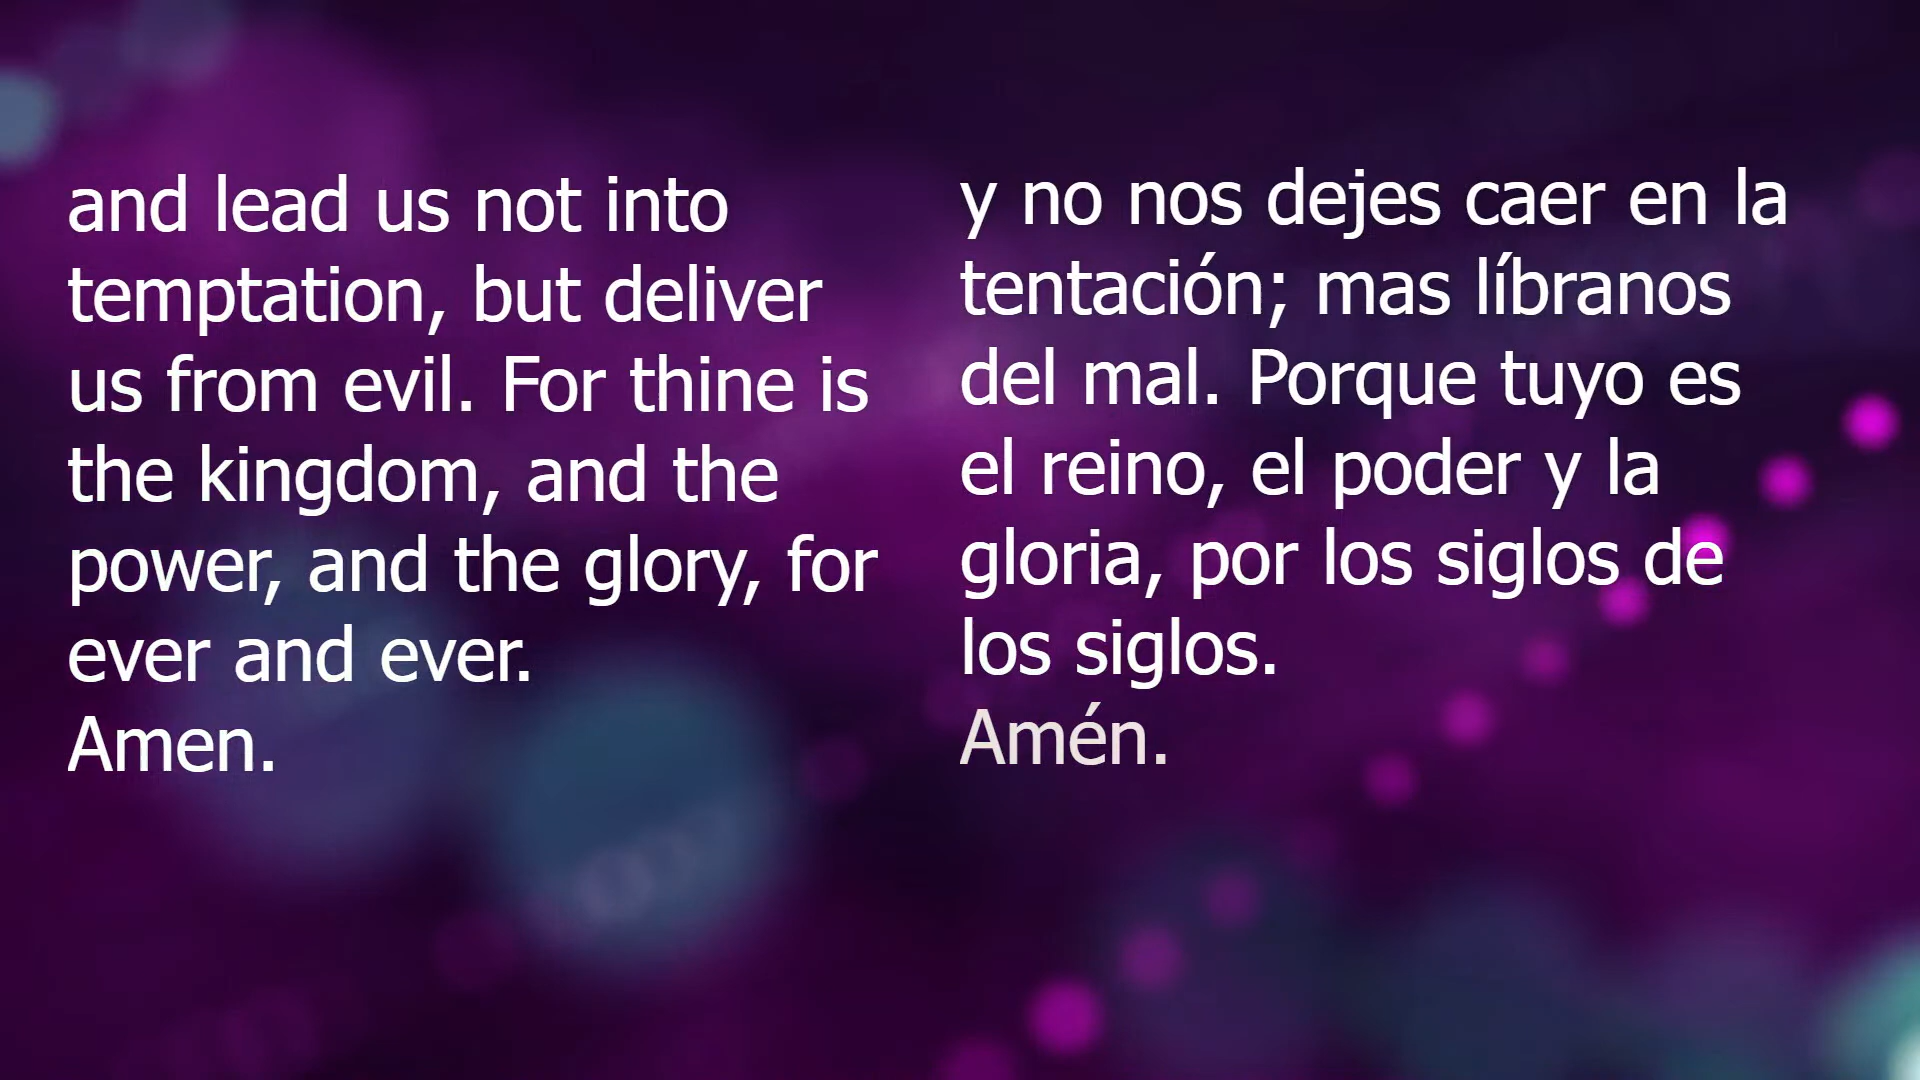 and lead us not into
temptation, but deliver
us from evil. For thine is
the kingdom, and the
power, and the glory, for
ever and ever.
Amen.
y no nos dejes caer en la
tentación; mas líbranos
del mal. Porque tuyo es
el reino, el poder y la
gloria, por los siglos de
los siglos.
Amén.